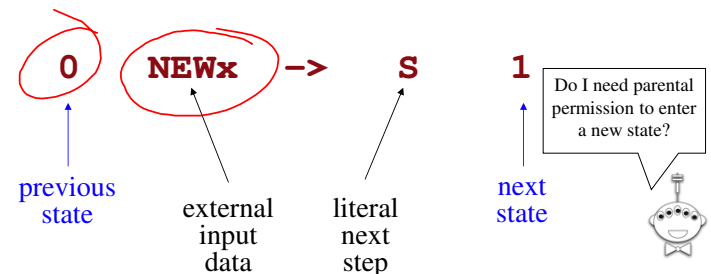 0 NEWx -> S 1
Do I need parental
permission to enter
a new state?
previous
state
external
input
data
literal
next
step
next
state